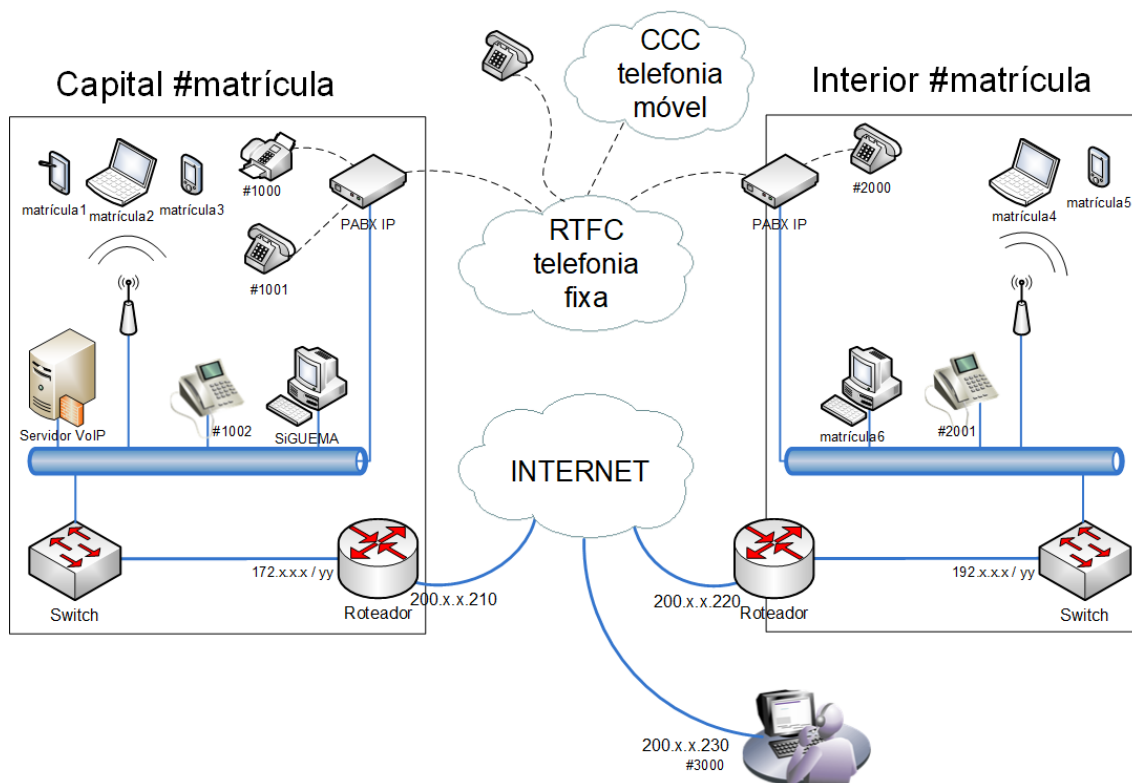 Capital #matrícula
CCC
telefonia
móvel
Interior #matrícula
matrícula1
matrícula2
matrícula3
#1000
#1001
PABX IP
RTFC
telefonia
fixa
PABX IP
#2000
matrícula4
matrícula5
Servidor VoIP
#1002
SiGUEMA
INTERNET
matrícula6
#2001
Switch
172.x.x.x / yy
Roteador
200.x.x.210
200.x.x.220
Roteador
192.x.x.x / yy
Switch
200.x.x.230
#3000